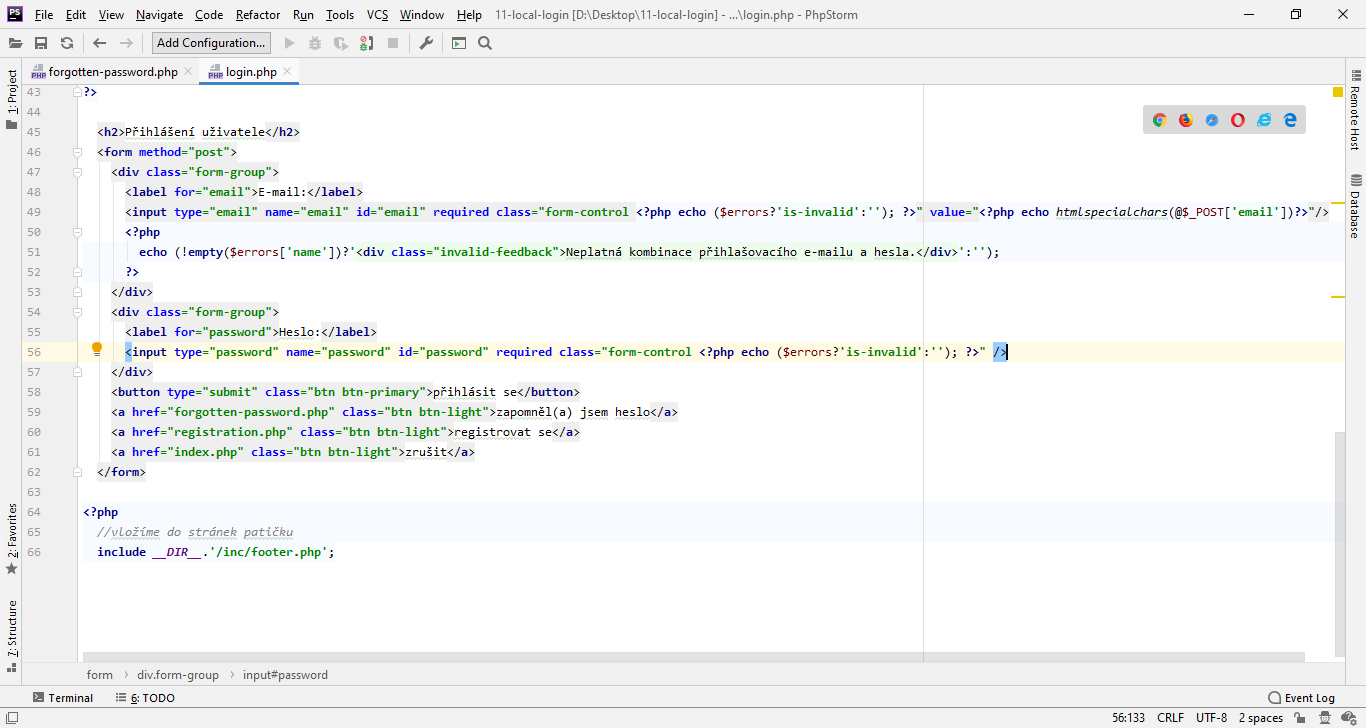 PS File Edit View Navigate Code Refactor Run Tools VCS Window Help 11-local-login [D:\Desktop\11-local-login] - ...\login.php - PhpStorm
Add Configuration...
PHP forgotten-password.php PHP login.php
1: Project
2: Favorites
7: Structure
Remote Host
Database
43 ?>
44
45 <h2>Přihlášení uživatele</h2>
46 <form method="post">
47 <div class="form-group">
48 <label for="email">E-mail:</label>
49 <input type="email" name="email" id="email" required class="form-control <?php echo ($errors?'is-invalid':''); ?>" value="<?php echo htmlspecialchars(@$_POST['email'])?>"/>
50 <?php
51 echo (!empty($errors['name'])?'<div class="invalid-feedback">Neplatná kombinace přihlašovacího e-mailu a hesla.</div>':'');
52 ?>
53 </div>
54 <div class="form-group">
55 <label for="password">Heslo:</label>
56 <input type="password" name="password" id="password" required class="form-control <?php echo ($errors?'is-invalid':''); ?>" />
57 </div>
58 <button type="submit" class="btn btn-primary">přihlásit se</button>
59 <a href="forgotten-password.php" class="btn btn-light">zapomněl(a) jsem heslo</a>
60 <a href="registration.php" class="btn btn-light">registrovat se</a>
61 <a href="index.php" class="btn btn-light">zrušit</a>
62 </form>
63
64 <?php
65 //vložíme do stránek patičku
66 include __DIR__.'/inc/footer.php';
form › div.form-group › input#password
Terminal 6: TODO Event Log
56:133 CRLF UTF-8 2 spaces